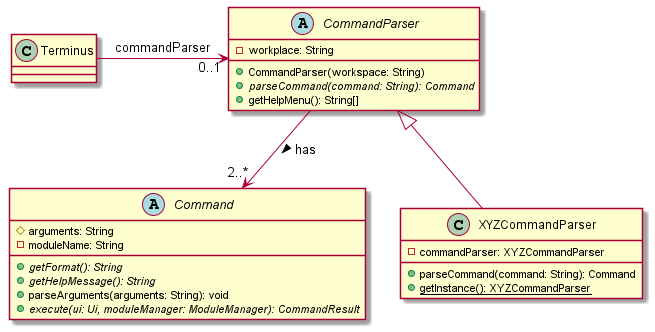 A CommandParser
workplace: String
CommandParser(workspace: String)
parseCommand(command: String): Command
getHelpMenu(): String[]
C Terminus
commandParser
0..1
has
2..*
A Command
arguments: String
moduleName: String
getFormat(): String
getHelpMessage(): String
parseArguments(arguments: String): void
execute(ui: Ui, moduleManager: ModuleManager): CommandResult
C XYZCommandParser
commandParser: XYZCommandParser
parseCommand(command: String): Command
getInstance(): XYZCommandParser